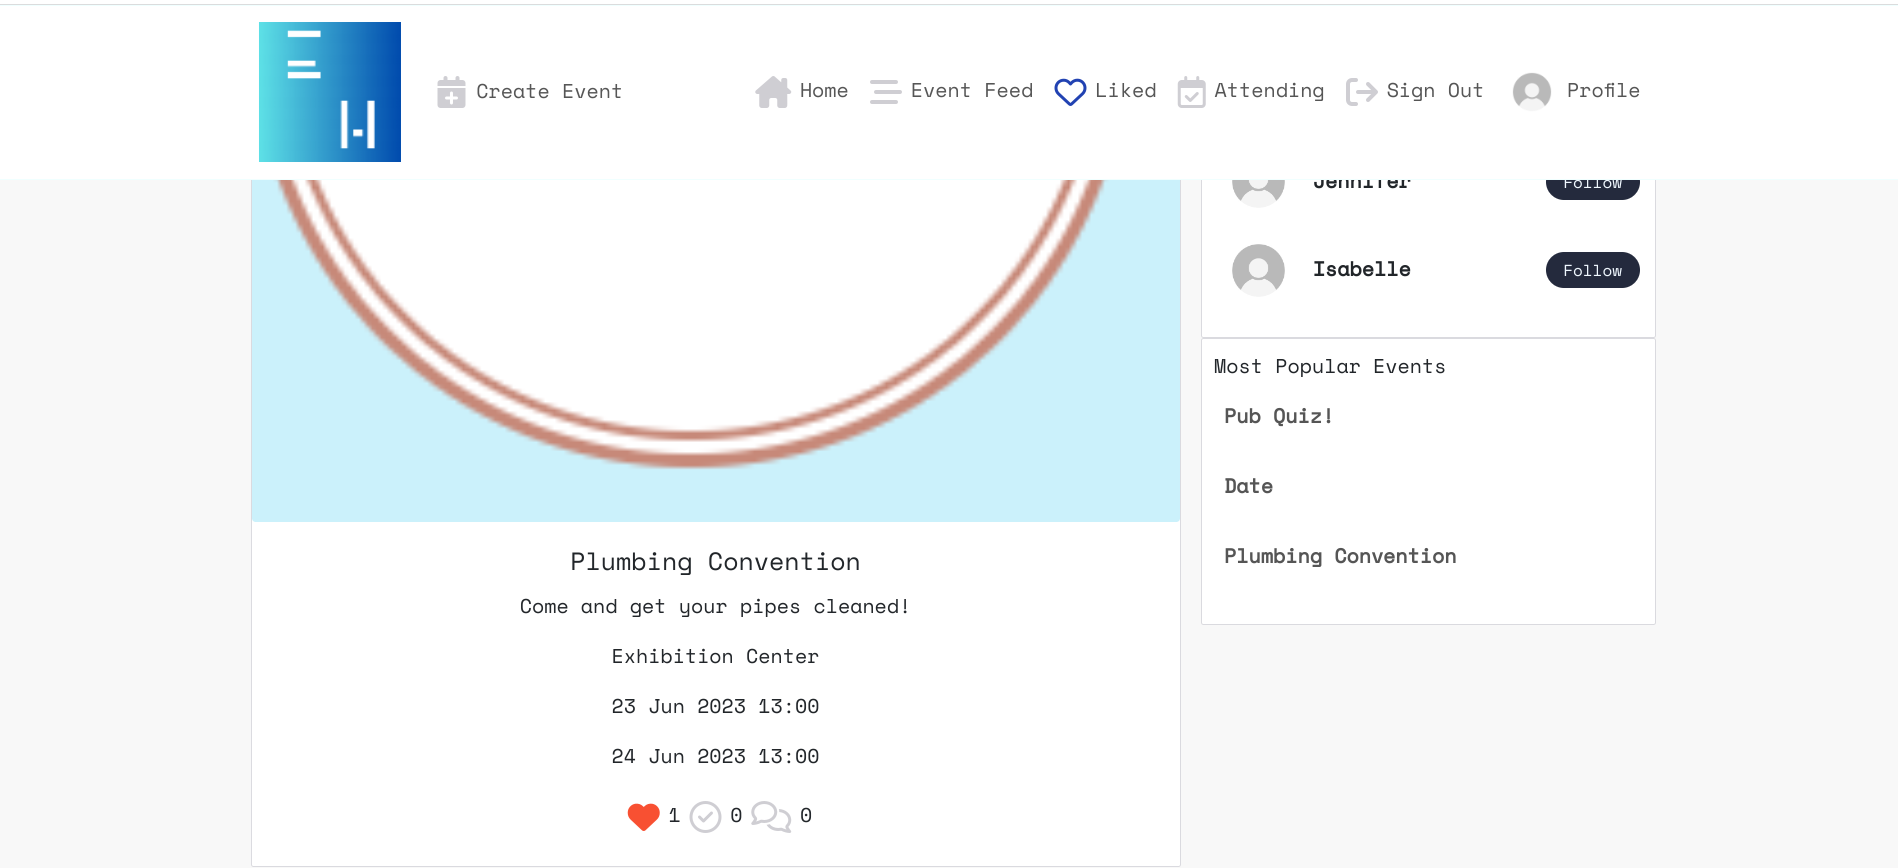 Create Event
Home
Event Feed
Liked
Attending
Sign Out
Profile
Jennifer
Follow
Isabelle
Follow
Most Popular Events
Pub Quiz!
Date
Plumbing Convention
Plumbing Convention
Come and get your pipes cleaned!
Exhibition Center
23 Jun 2023 13:00
24 Jun 2023 13:00
1 0 0